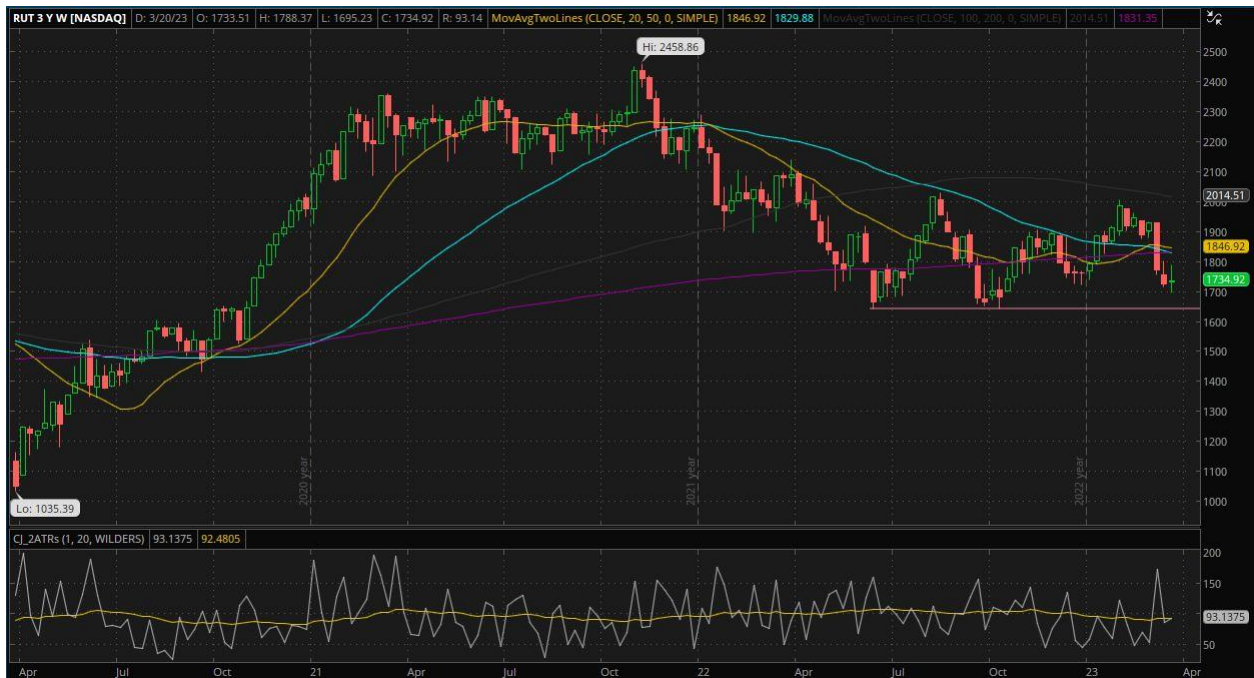 RUT 3 Y W [NASDAQ] D: 3/20/23 O: 1733.51 H: 1788.37 L: 1695.23 C: 1734.92 R: 93.14 MovAvgTwoLines (CLOSE, 20, 50, 0, SIMPLE) 1846.92 1829.88 MovAvgTwoLines (CLOSE, 100, 200, 0, SIMPLE) 2014.51 1831.35
Hi: 2458.86
2500
2400
2300
2200
2100
2014.51
2000
1900
1846.92
1800
1734.92
1700
1600
1500
1400
1300
1200
1100
1000
2020 year
2021 year
2022 year
Lo: 1035.39
CJ_2ATRs (1, 20, WILDERS) 93.1375 92.4805
200
150
93.1375
50
Apr Jul Oct 21 Apr Jul Oct 22 Apr Jul Oct 23 Apr